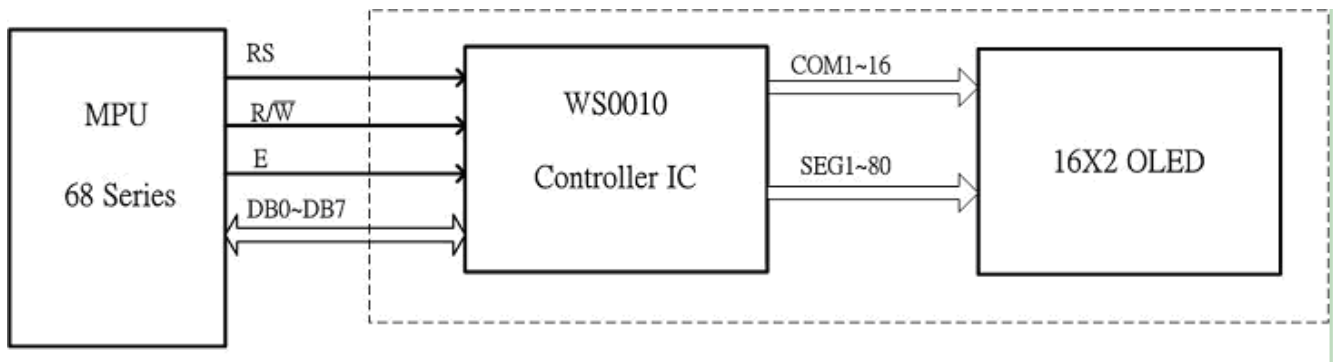 MPU
68 Series
RS
R/W̅
E
DB0~DB7
WS0010
Controller IC
COM1~16
SEG1~80
16X2 OLED